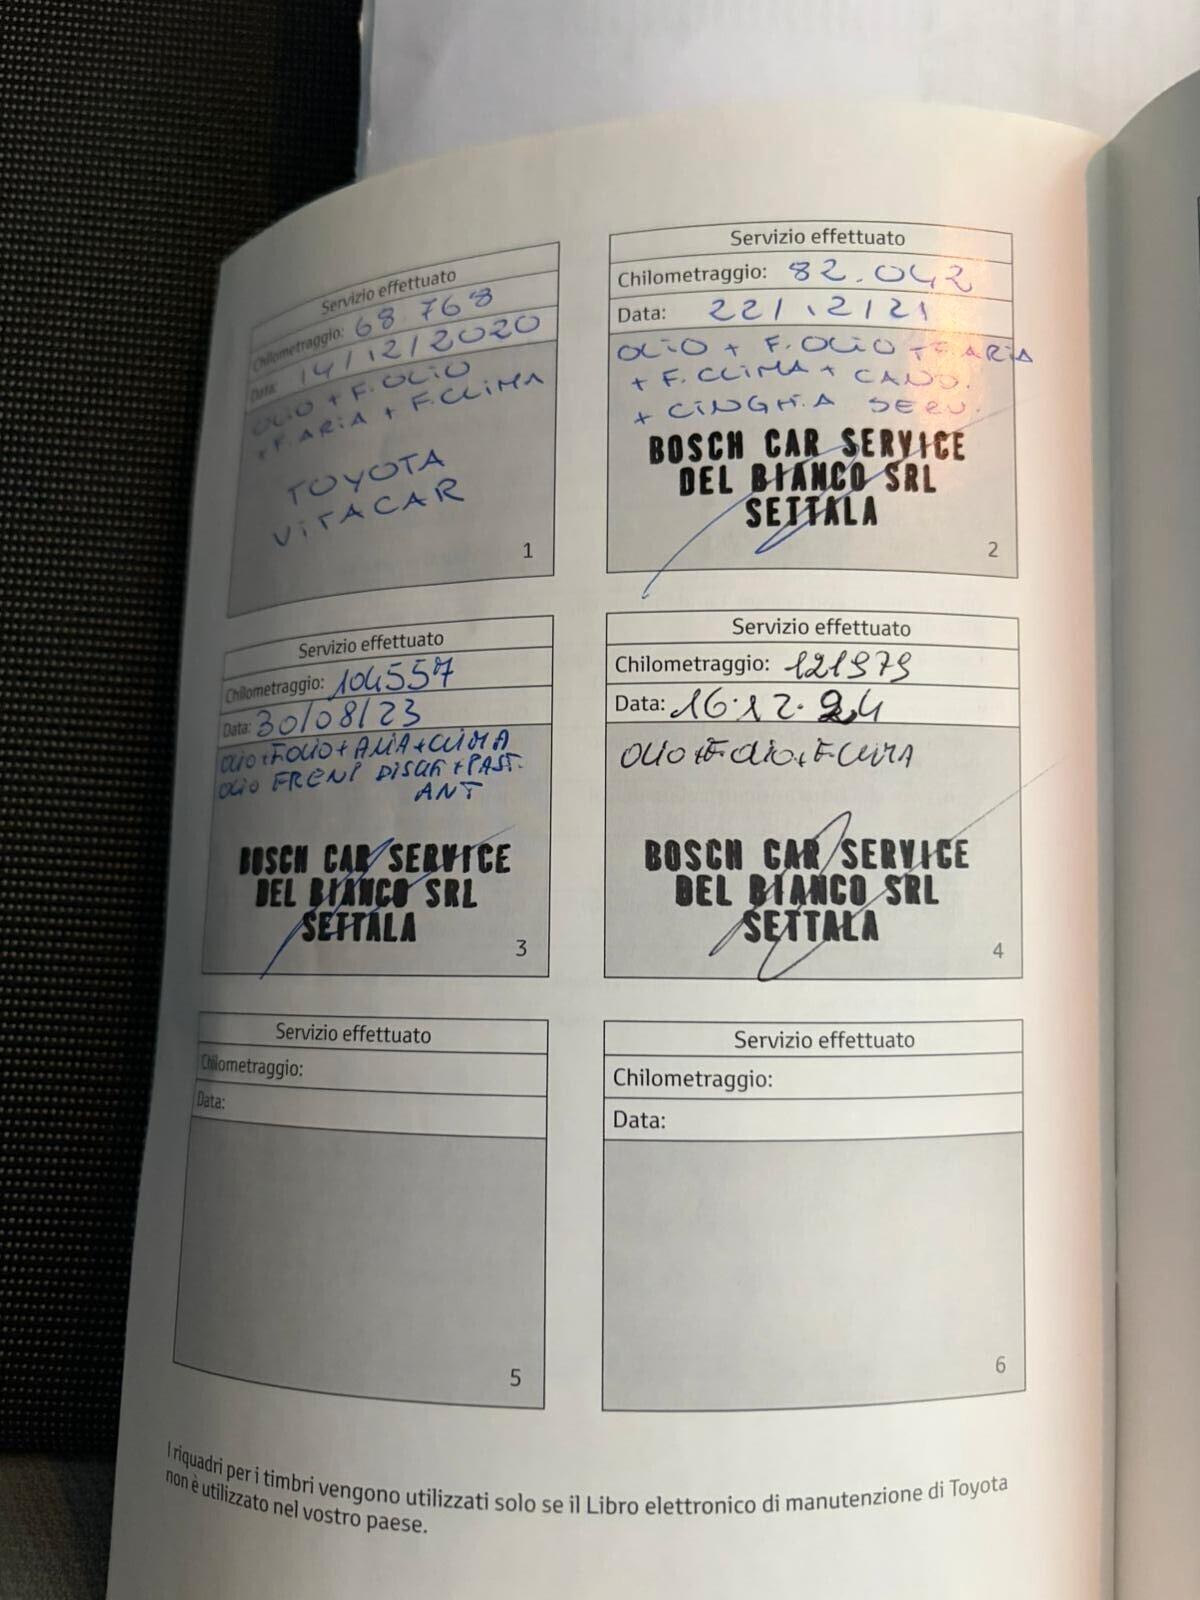 Servizio effettuato
Chilometraggio: 68 768
Data: 14/12/2020
OLIO + F. OLIO
+ F. ARIA + F. CLIMA
TOYOTA
VITACAR
1
Servizio effettuato
Chilometraggio: 82.042
Data: 22/12/21
OLIO + F. OLIO + F. ARIA
+ F. CLIMA + CAND.
+ CINGHIA SERV.
BOSCH CAR SERVICE
DEL BIANCO SRL
SETTALA
2
Servizio effettuato
Chilometraggio: 104557
Data: 30/08/23
OLIO+F.OLIO+ARIA+CLIMA
OLIO FRENI DISCHI+PAST.
ANT
BOSCH CAR SERVICE
DEL BIANCO SRL
SETTALA
3
Servizio effettuato
Chilometraggio: 121979
Data: 16.12.24
OLIO+F.OLIO+F.CLIMA
BOSCH CAR SERVICE
DEL BIANCO SRL
SETTALA
4
Servizio effettuato
Chilometraggio:
Data:
5
Servizio effettuato
Chilometraggio:
Data:
6
I riquadri per i timbri vengono utilizzati solo se il Libro elettronico di manutenzione di Toyota
non è utilizzato nel vostro paese.